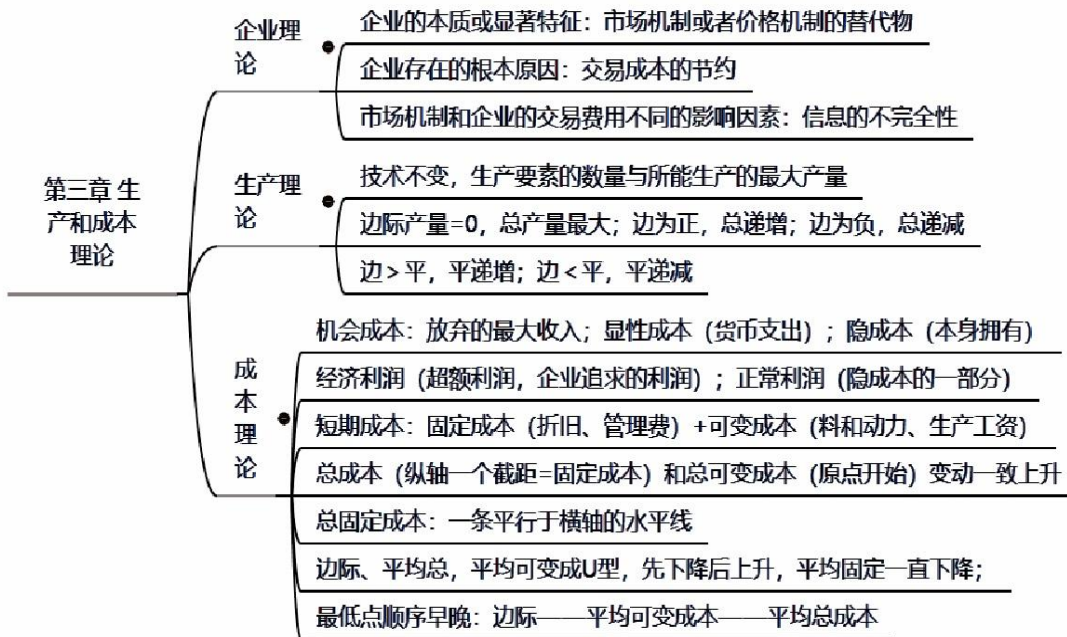 第三章 生
产和成本
理论
企业理
论
企业的本质或显著特征：市场机制或者价格机制的替代物
企业存在的根本原因：交易成本的节约
市场机制和企业的交易费用不同的影响因素：信息的不完全性
生产理
论
技术不变，生产要素的数量与所能生产的最大产量
边际产量=0，总产量最大；边为正，总递增；边为负，总递减
边＞平，平递增；边＜平，平递减
成
本
理
论
机会成本：放弃的最大收入；显性成本（货币支出）；隐成本（本身拥有）
经济利润（超额利润，企业追求的利润）；正常利润（隐成本的一部分）
短期成本：固定成本（折旧、管理费）+可变成本（料和动力、生产工资）
总成本（纵轴一个截距=固定成本）和总可变成本（原点开始）变动一致上升
总固定成本：一条平行于横轴的水平线
边际、平均总，平均可变成U型，先下降后上升，平均固定一直下降；
最低点顺序早晚：边际——平均可变成本——平均总成本